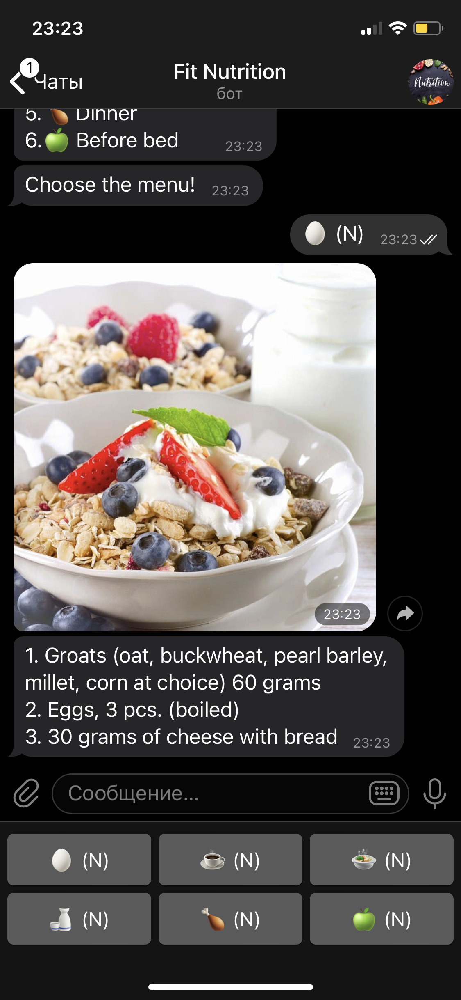 23:23
1
Чаты
Fit Nutrition
бот
Nutrition
5. 🍗 Dinner
6. 🍏 Before bed 23:23
Choose the menu! 23:23
🥚 (N) 23:23
23:23
1. Groats (oat, buckwheat, pearl barley,
millet, corn at choice) 60 grams
2. Eggs, 3 pcs. (boiled)
3. 30 grams of cheese with bread 23:23
Сообщение...
🥚 (N) ☕ (N) 🍲 (N)
🍶 (N) 🍗 (N) 🍏 (N)